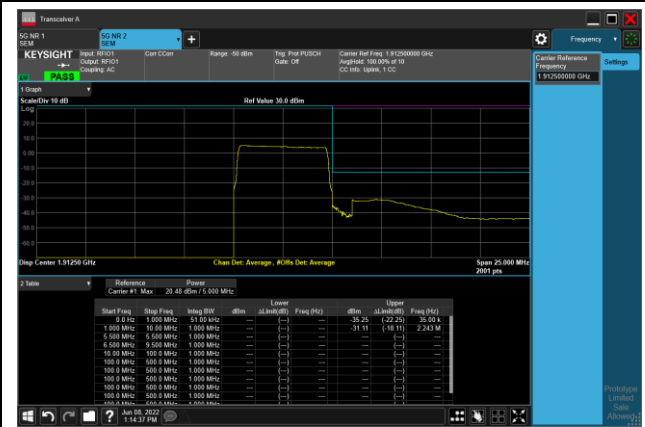 Transceiver A
5G NR 1
SEM
5G NR 2
SEM
Frequency
KEYSIGHT
Input: RFIO1
Output: RFIO1
Coupling: AC
Corr CCorr
Range: -50 dBm
Trig: Prot PUSCH
Gate: Off
Carrier Ref Freq: 1.912500 GHz
Avg|Hold: 100.00% of 10
CC Info: Uplink, 1 CC
PASS
Carrier Reference
Frequency
1.912500000 GHz
Settings
1 Graph
Scale/Div 10 dB
Ref Value 30.0 dBm
Log
20.0
10.0
0.00
-10.0
-20.0
-30.0
-40.0
-50.0
-60.0
Disp Center 1.91250 GHz
Chan Det: Average , #Offs Det: Average
Span 25.000 MHz
2001 pts
2 Table
Reference Power
Carrier #1: Max 20.48 dBm / 5.000 MHz
Lower Upper
Start Freq Stop Freq Integ BW dBm ΔLimit(dB) Freq (Hz) dBm ΔLimit(dB) Freq (Hz)
0.0 Hz 1.000 MHz 51.00 kHz --- (---) --- -35.25 (-22.25) 35.00 k
1.000 MHz 10.00 MHz 1.000 MHz --- (---) --- -31.11 (-18.11) 2.243 M
5.500 MHz 5.500 MHz 1.000 MHz --- (---) --- --- (---) ---
6.500 MHz 9.500 MHz 1.000 MHz --- (---) --- --- (---) ---
10.00 MHz 100.0 MHz 1.000 MHz --- (---) --- --- (---) ---
100.0 MHz 500.0 MHz 1.000 MHz --- (---) --- --- (---) ---
100.0 MHz 500.0 MHz 1.000 MHz --- (---) --- --- (---) ---
100.0 MHz 500.0 MHz 1.000 MHz --- (---) --- --- (---) ---
100.0 MHz 500.0 MHz 1.000 MHz --- (---) --- --- (---) ---
100.0 MHz 500.0 MHz 1.000 MHz --- (---) --- --- (---) ---
Jun 08, 2022
1:14:37 PM
Prototype
Limited
Sale
Allowed